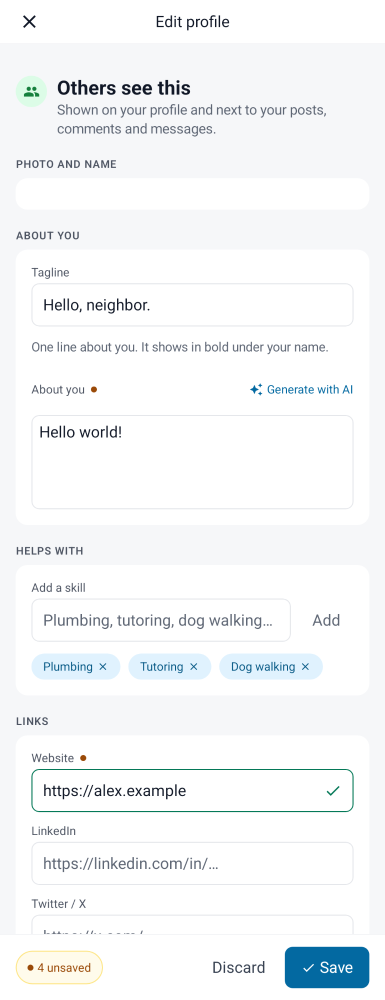 Edit profile
Others see this
Shown on your profile and next to your posts,
comments and messages.
PHOTO AND NAME
ABOUT YOU
Tagline
Hello, neighbor.
One line about you. It shows in bold under your name.
About you
Generate with AI
Hello world!
HELPS WITH
Add a skill
Plumbing, tutoring, dog walking…
Add
Plumbing
Tutoring
Dog walking
LINKS
Website
https://alex.example
LinkedIn
https://linkedin.com/in/…
Twitter / X
4 unsaved
Discard
Save